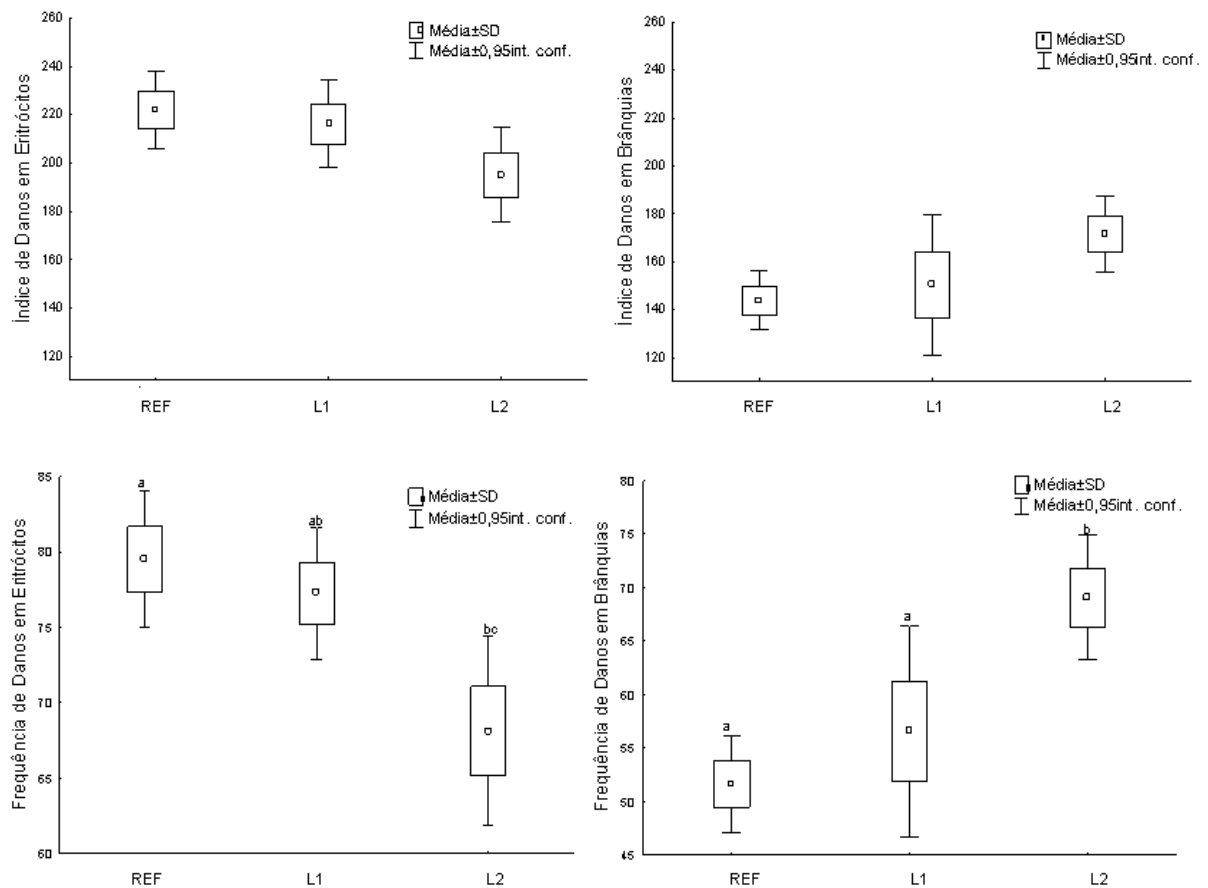 Índice de Danos em Eritrócitos
260
240
220
200
180
160
140
120
Média±SD
Média±0,95int. conf.
REF L1 L2
Índice de Danos em Brânquias
260
240
220
200
180
160
140
120
Média±SD
Média±0,95int. conf.
REF L1 L2
Frequência de Danos em Eritrócitos
85
80
75
70
65
60
Média±SD
Média±0,95int. conf.
a
ab
bc
REF L1 L2
Frequência de Danos em Brânquias
80
75
70
65
60
55
50
45
Média±SD
Média±0,95int. conf.
a
a
b
REF L1 L2